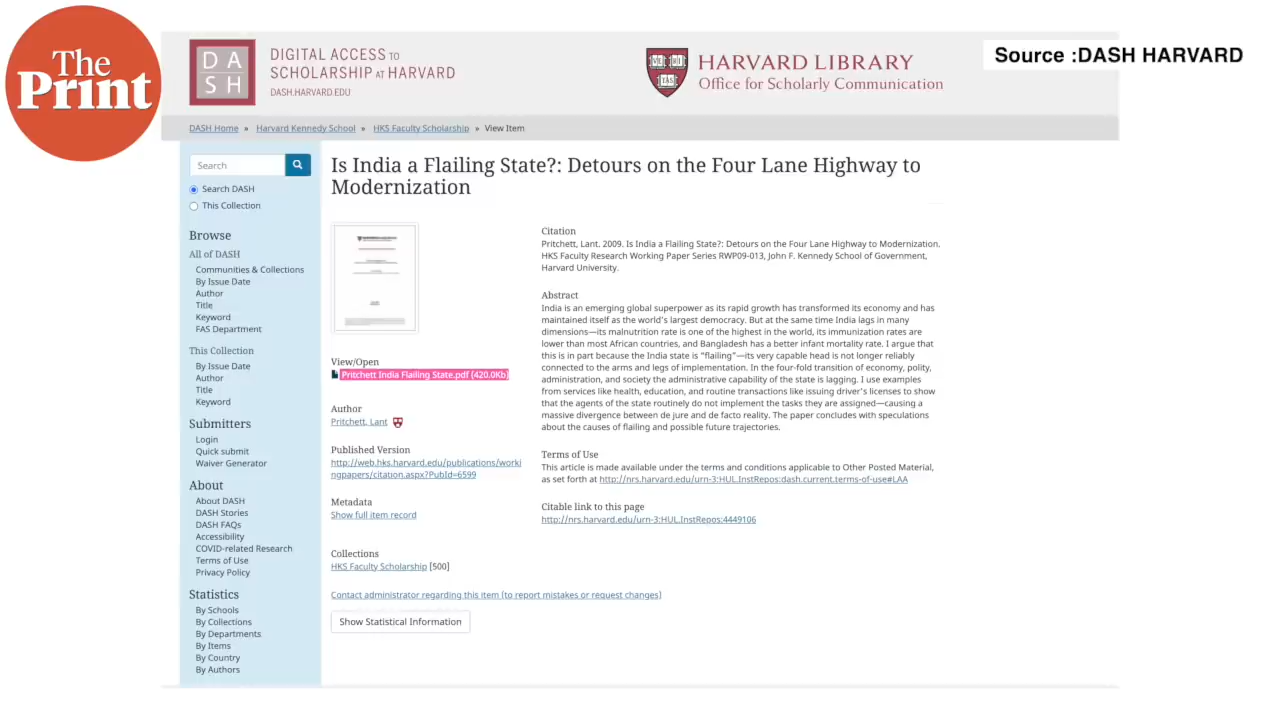 The
Print
DA
SH
DIGITAL ACCESS TO
SCHOLARSHIP AT HARVARD
DASH.HARVARD.EDU
VE RI
TAS
HARVARD LIBRARY
Office for Scholarly Communication
Source :DASH HARVARD
DASH Home » Harvard Kennedy School » HKS Faculty Scholarship » View Item
Search
Search DASH
This Collection
Browse
All of DASH
Communities & Collections
By Issue Date
Author
Title
Keyword
FAS Department
This Collection
By Issue Date
Author
Title
Keyword
Submitters
Login
Quick submit
Waiver Generator
About
About DASH
DASH Stories
DASH FAQs
Accessibility
COVID-related Research
Terms of Use
Privacy Policy
Statistics
By Schools
By Collections
By Departments
By Items
By Country
By Authors
Is India a Flailing State?: Detours on the Four Lane Highway to
Modernization
View/Open
Pritchett India Flailing State.pdf (420.0Kb)
Author
Pritchett, Lant
Published Version
http://web.hks.harvard.edu/publications/worki
ngpapers/citation.aspx?PubId=6599
Metadata
Show full item record
Collections
HKS Faculty Scholarship [500]
Citation
Pritchett, Lant. 2009. Is India a Flailing State?: Detours on the Four Lane Highway to Modernization.
HKS Faculty Research Working Paper Series RWP09-013, John F. Kennedy School of Government,
Harvard University.
Abstract
India is an emerging global superpower as its rapid growth has transformed its economy and has
maintained itself as the world's largest democracy. But at the same time India lags in many
dimensions—its malnutrition rate is one of the highest in the world, its immunization rates are
lower than most African countries, and Bangladesh has a better infant mortality rate. I argue that
this is in part because the India state is “flailing”—its very capable head is not longer reliably
connected to the arms and legs of implementation. In the four-fold transition of economy, polity,
administration, and society the administrative capability of the state is lagging. I use examples
from services like health, education, and routine transactions like issuing driver's licenses to show
that the agents of the state routinely do not implement the tasks they are assigned—causing a
massive divergence between de jure and de facto reality. The paper concludes with speculations
about the causes of flailing and possible future trajectories.
Terms of Use
This article is made available under the terms and conditions applicable to Other Posted Material,
as set forth at http://nrs.harvard.edu/urn-3:HUL.InstRepos:dash.current.terms-of-use#LAA
Citable link to this page
http://nrs.harvard.edu/urn-3:HUL.InstRepos:4449106
Contact administrator regarding this item (to report mistakes or request changes)
Show Statistical Information